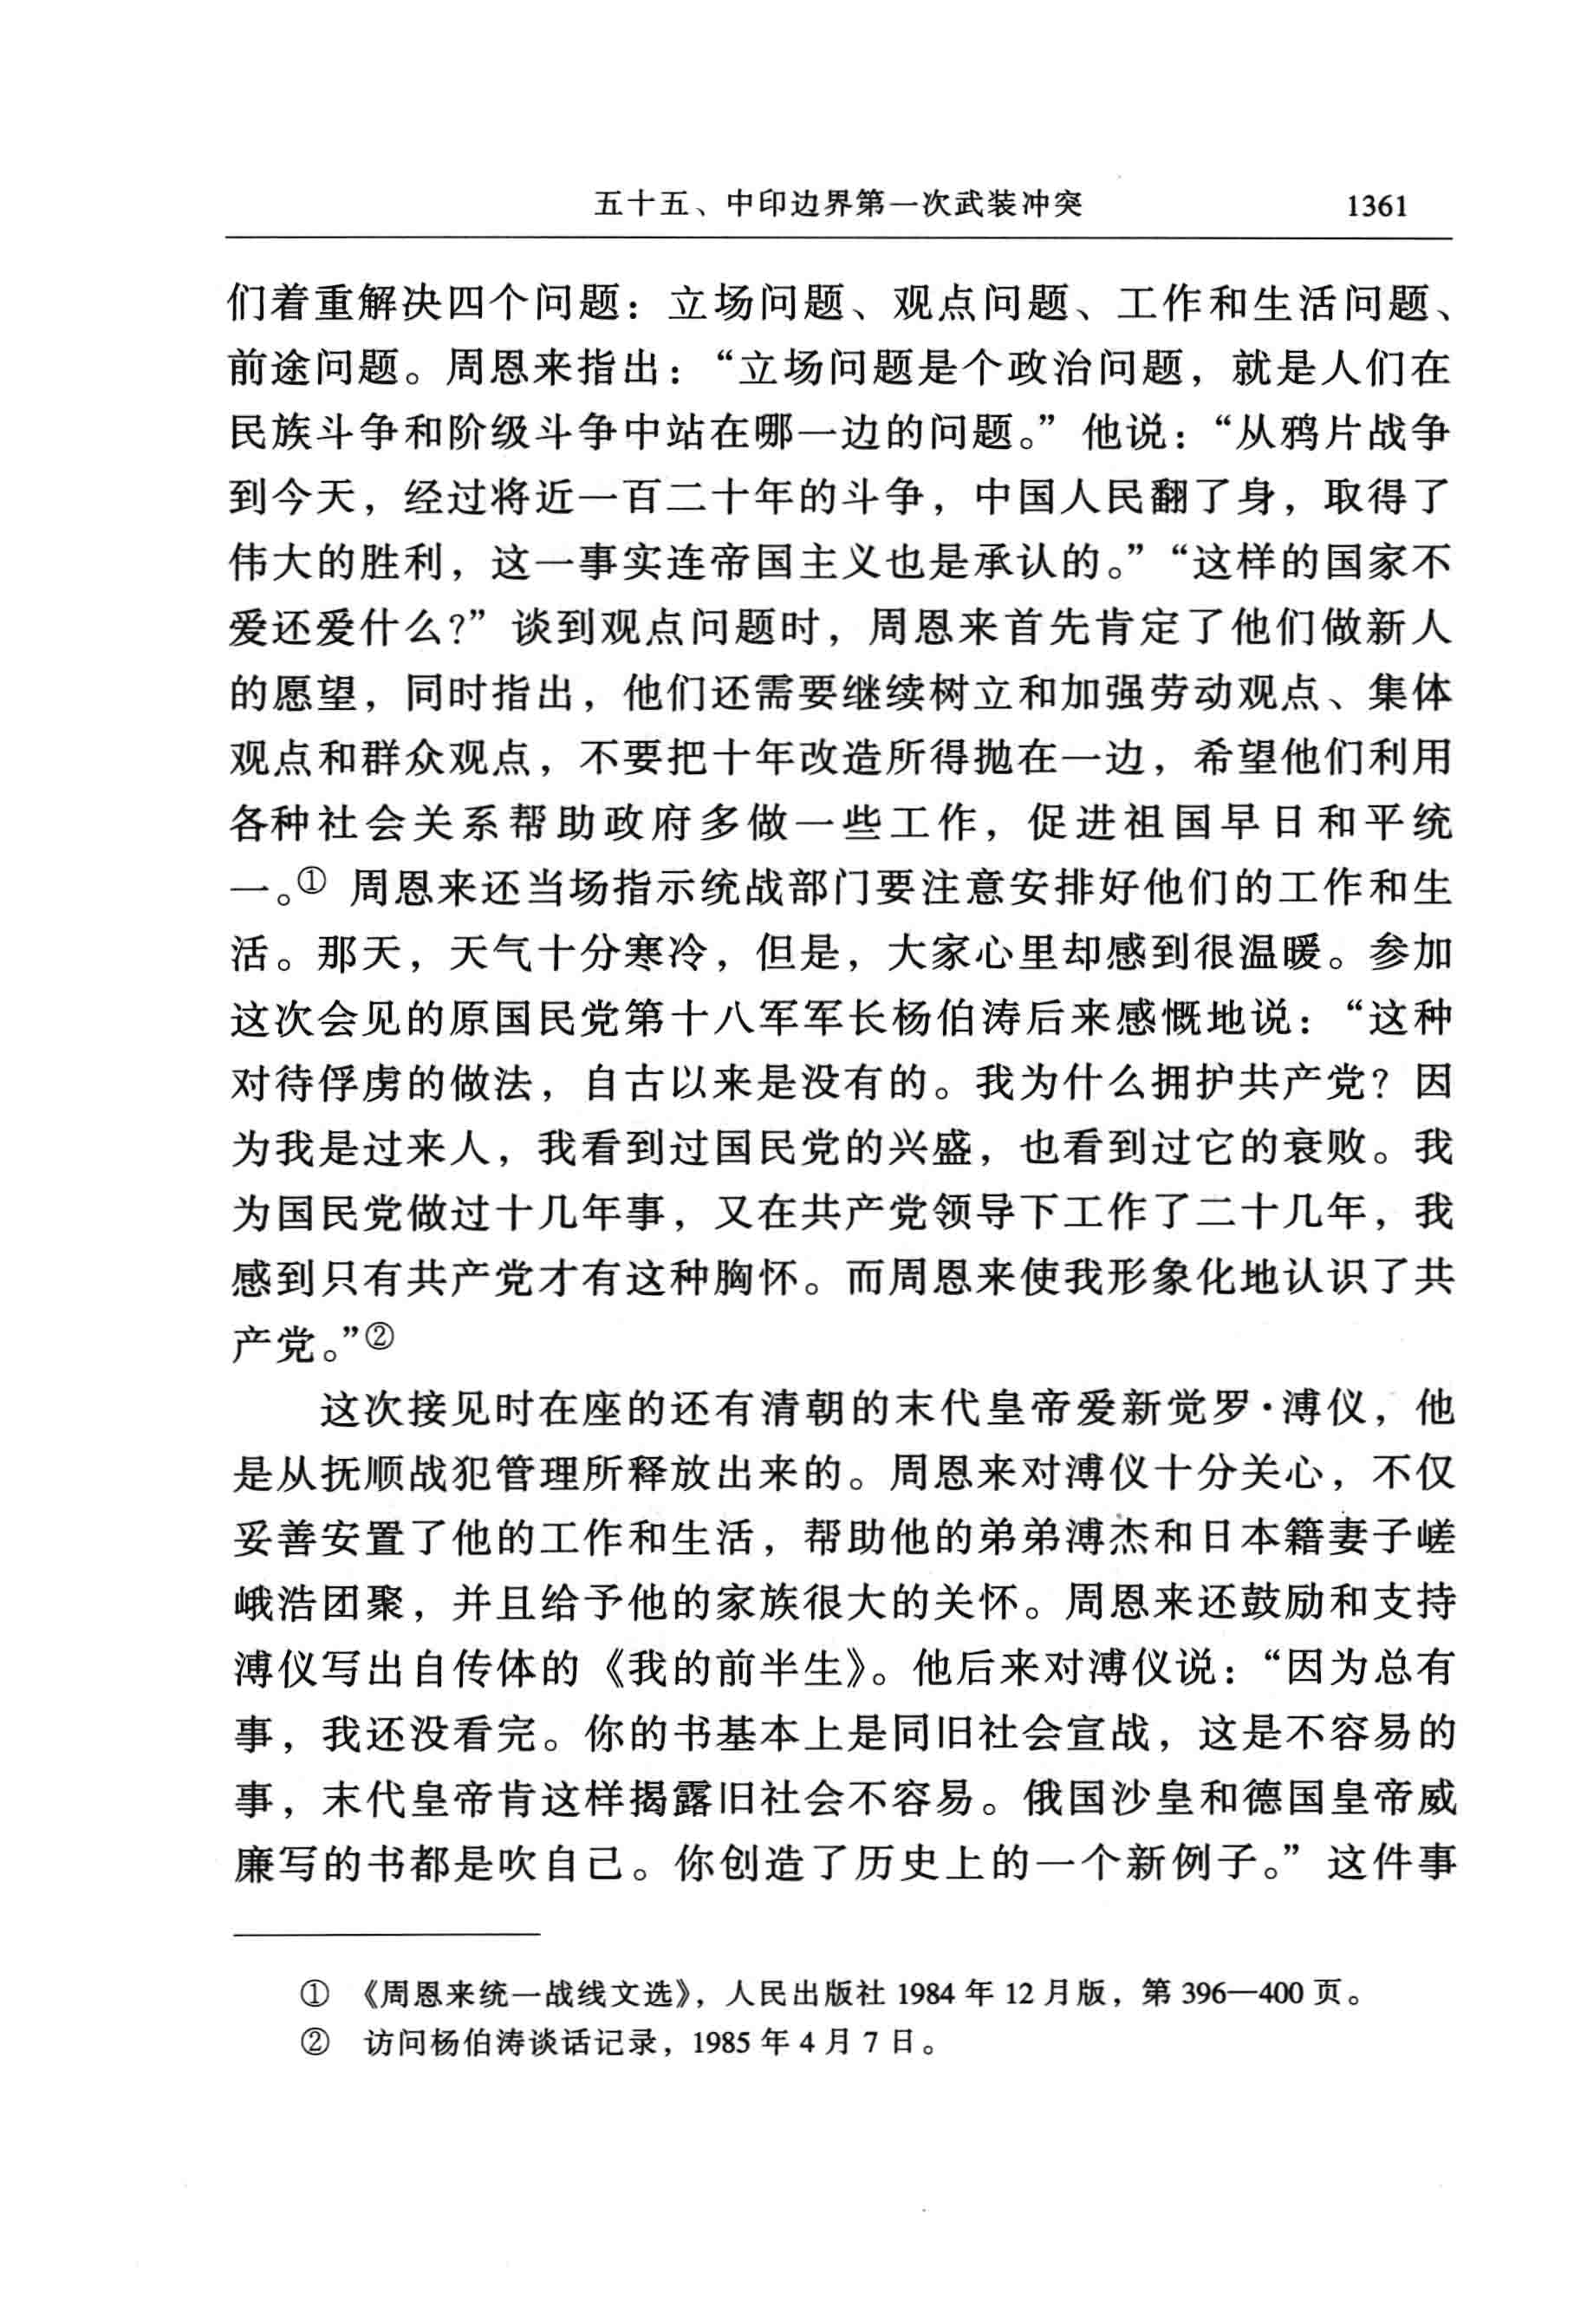 五十五、中印边界第一次武装冲突 1361
们着重解决四个问题：立场问题、观点问题、工作和生活问题、
前途问题。周恩来指出：“立场问题是个政治问题，就是人们在
民族斗争和阶级斗争中站在哪一边的问题。”他说：“从鸦片战争
到今天，经过将近一百二十年的斗争，中国人民翻了身，取得了
伟大的胜利，这一事实连帝国主义也是承认的。”“这样的国家不
爱还爱什么？”谈到观点问题时，周恩来首先肯定了他们做新人
的愿望，同时指出，他们还需要继续树立和加强劳动观点、集体
观点和群众观点，不要把十年改造所得抛在一边，希望他们利用
各种社会关系帮助政府多做一些工作，促进祖国早日和平统
一。① 周恩来还当场指示统战部门要注意安排好他们的工作和生
活。那天，天气十分寒冷，但是，大家心里却感到很温暖。参加
这次会见的原国民党第十八军军长杨伯涛后来感慨地说：“这种
对待俘虏的做法，自古以来是没有的。我为什么拥护共产党？因
为我是过来人，我看到过国民党的兴盛，也看到过它的衰败。我
为国民党做过十几年事，又在共产党领导下工作了二十几年，我
感到只有共产党才有这种胸怀。而周恩来使我形象化地认识了共
产党。”②
这次接见时在座的还有清朝的末代皇帝爱新觉罗·溥仪，他
是从抚顺战犯管理所释放出来的。周恩来对溥仪十分关心，不仅
妥善安置了他的工作和生活，帮助他的弟弟溥杰和日本籍妻子嵯
峨浩团聚，并且给予他的家族很大的关怀。周恩来还鼓励和支持
溥仪写出自传体的《我的前半生》。他后来对溥仪说：“因为总有
事，我还没看完。你的书基本上是同旧社会宣战，这是不容易的
事，末代皇帝肯这样揭露旧社会不容易。俄国沙皇和德国皇帝威
廉写的书都是吹自己。你创造了历史上的一个新例子。”这件事
① 《周恩来统一战线文选》，人民出版社 1984 年 12 月版，第 396—400 页。
② 访问杨伯涛谈话记录，1985 年 4 月 7 日。